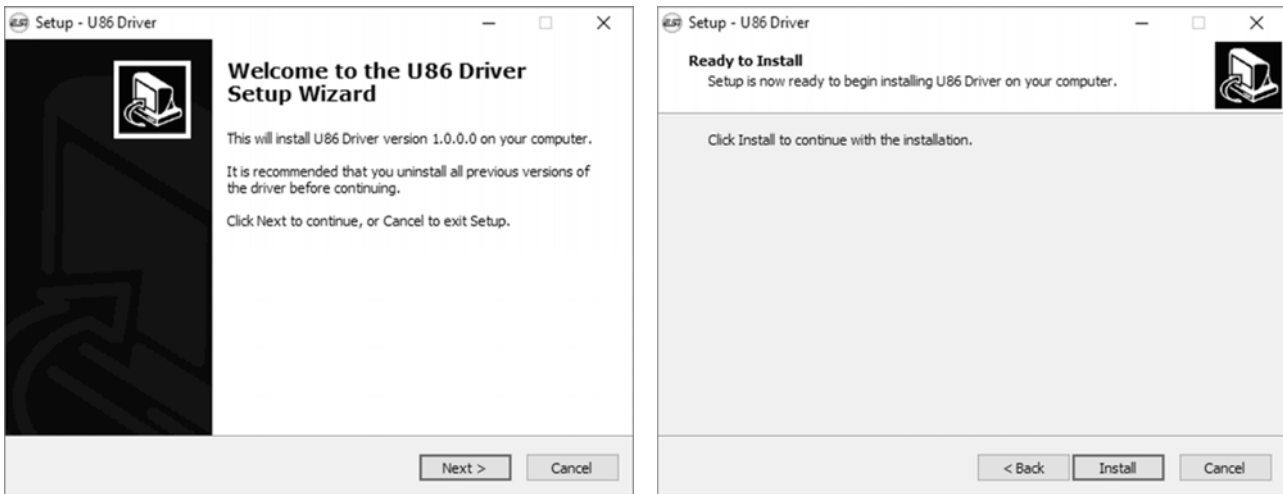 Setup - U86 Driver
Welcome to the U86 Driver
Setup Wizard
This will install U86 Driver version 1.0.0.0 on your computer.
It is recommended that you uninstall all previous versions of
the driver before continuing.
Click Next to continue, or Cancel to exit Setup.
Next >
Cancel
Setup - U86 Driver
Ready to Install
Setup is now ready to begin installing U86 Driver on your computer.
Click Install to continue with the installation.
< Back
Install
Cancel